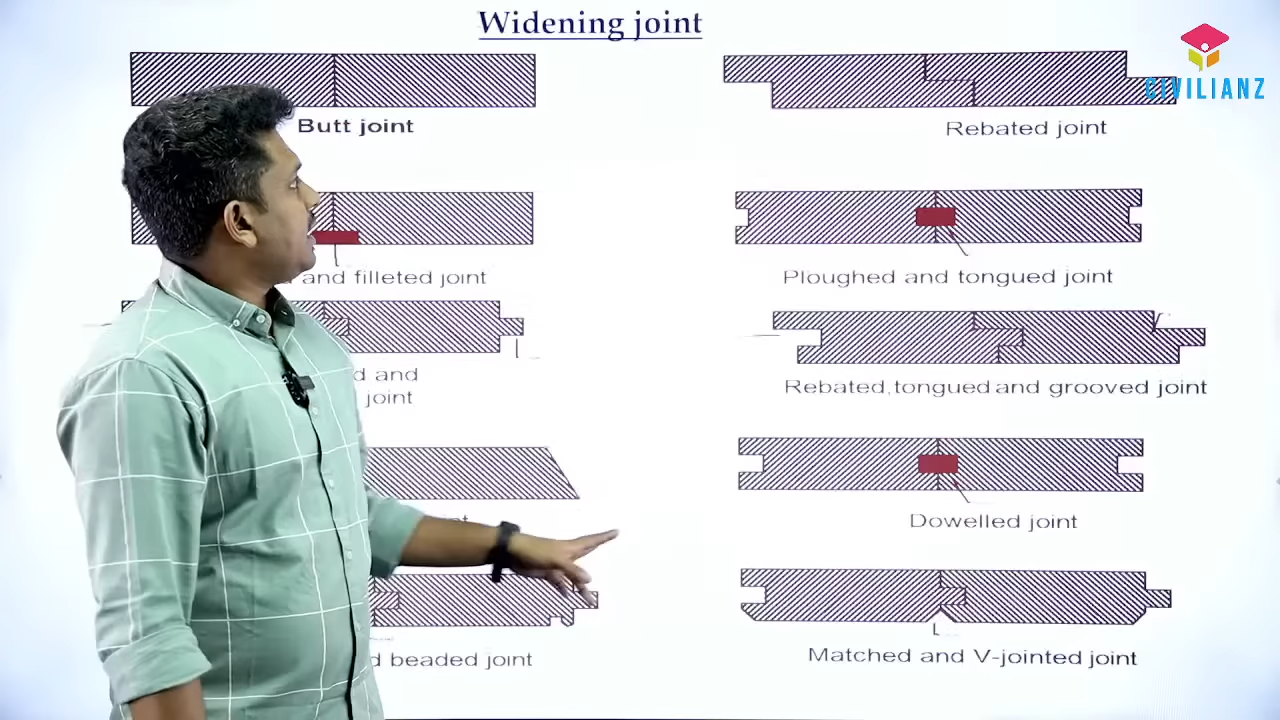 Widening joint
CIVILIANZ
Butt joint
Rebated joint
and filleted joint
Ploughed and tongued joint
and
joint
Rebated, tongued and grooved joint
Dowelled joint
beaded joint
Matched and V-jointed joint